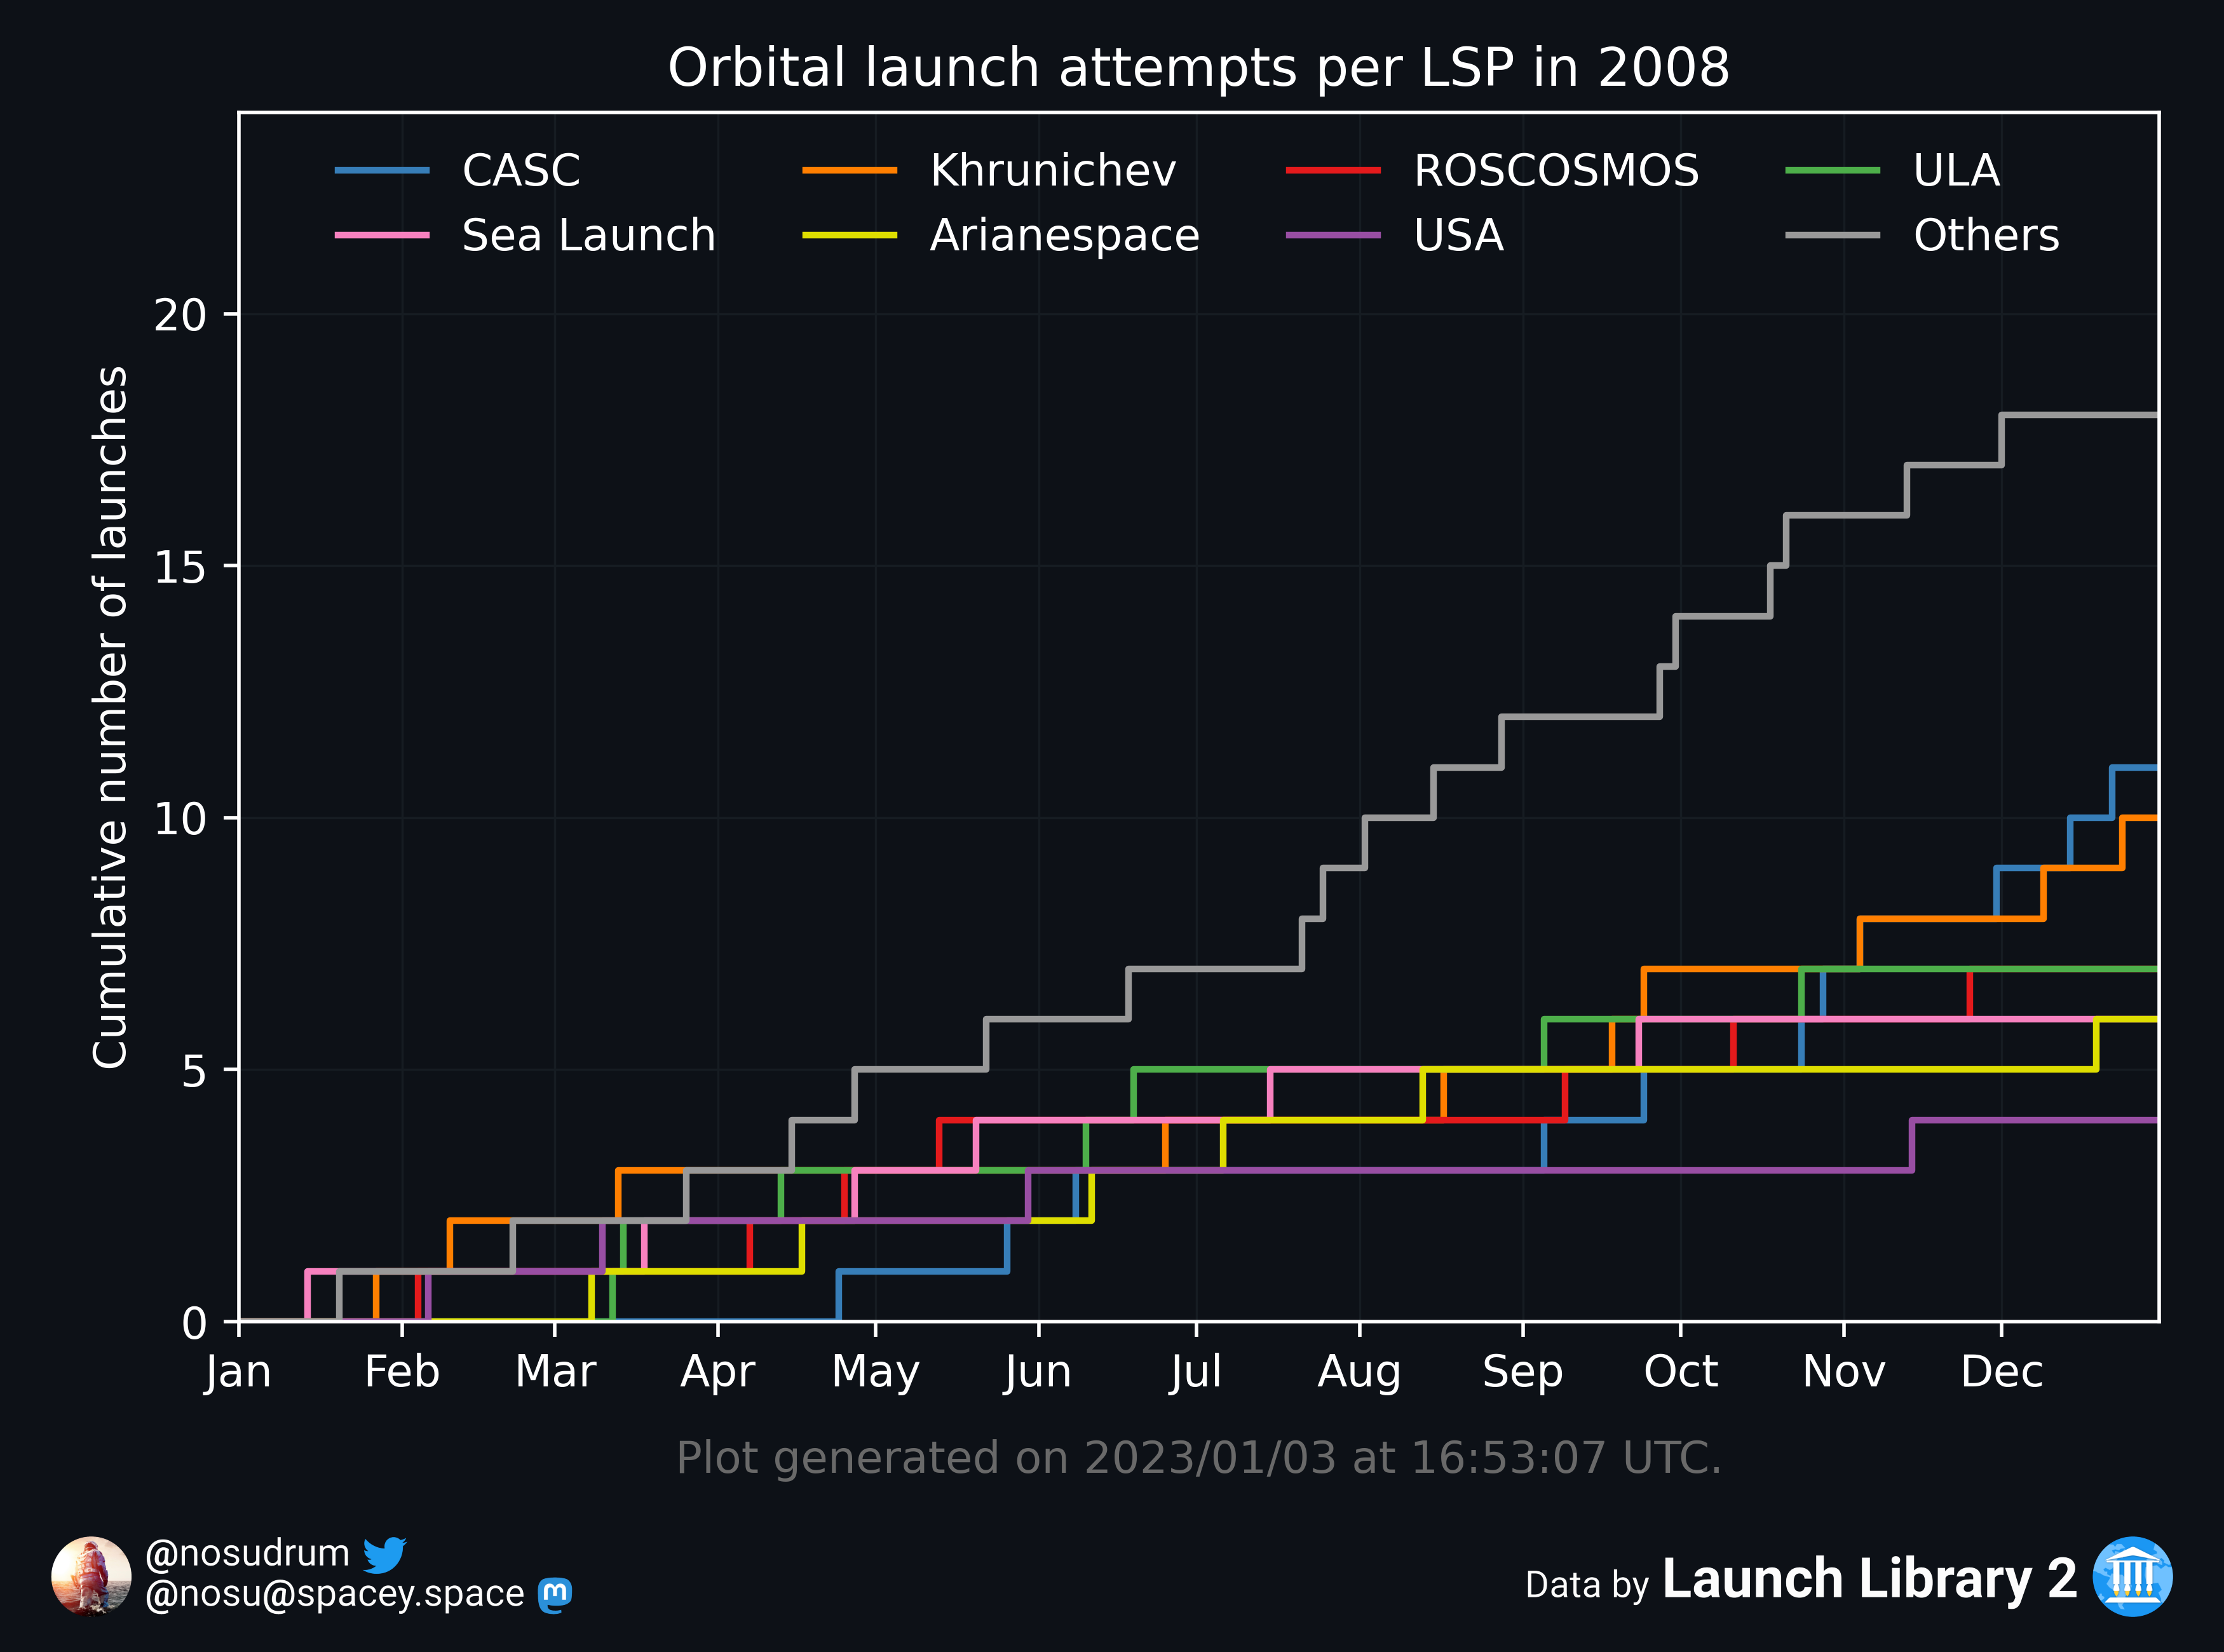 Orbital launch attempts per LSP in 2008
CASC Khrunichev ROSCOSMOS ULA
Sea Launch Arianespace USA Others
Cumulative number of launches
20
15
10
5
0
Jan Feb Mar Apr May Jun Jul Aug Sep Oct Nov Dec
Plot generated on 2023/01/03 at 16:53:07 UTC.
@nosudrum
@nosu@spacey.space
Data by Launch Library 2